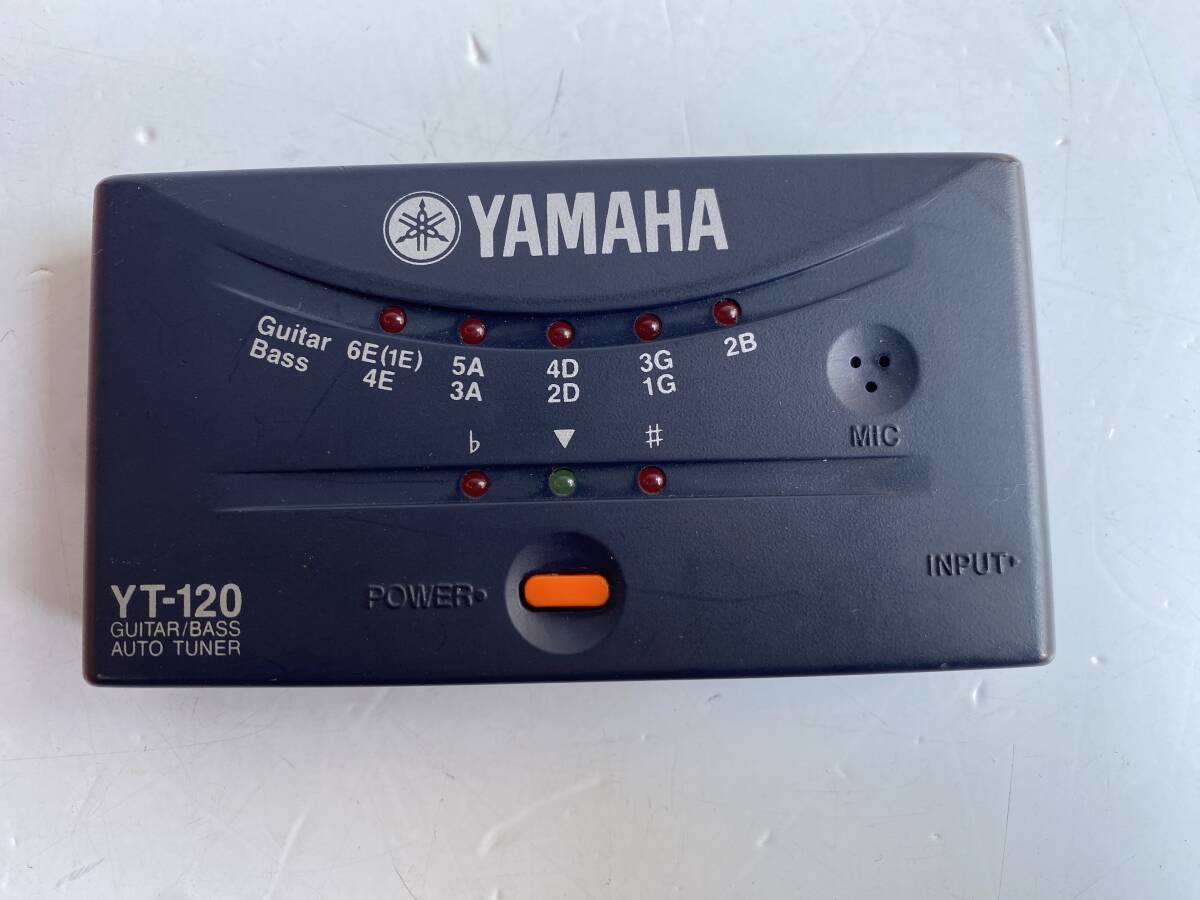 YAMAHA
Guitar 6E(1E) 5A 4D 3G 2B
Bass 4E 3A 2D 1G
♭ ▼ ♯
MIC
INPUT
POWER
YT-120
GUITAR/BASS
AUTO TUNER